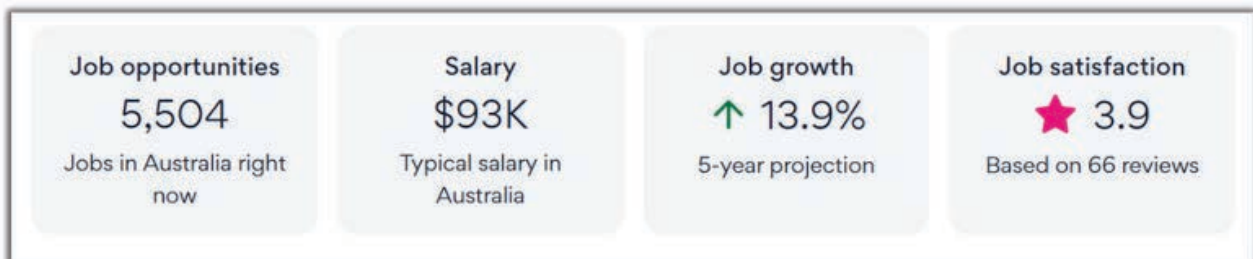 Job opportunities
5,504
Jobs in Australia right
now
Salary
$93K
Typical salary in
Australia
Job growth
↑ 13.9%
5-year projection
Job satisfaction
★ 3.9
Based on 66 reviews